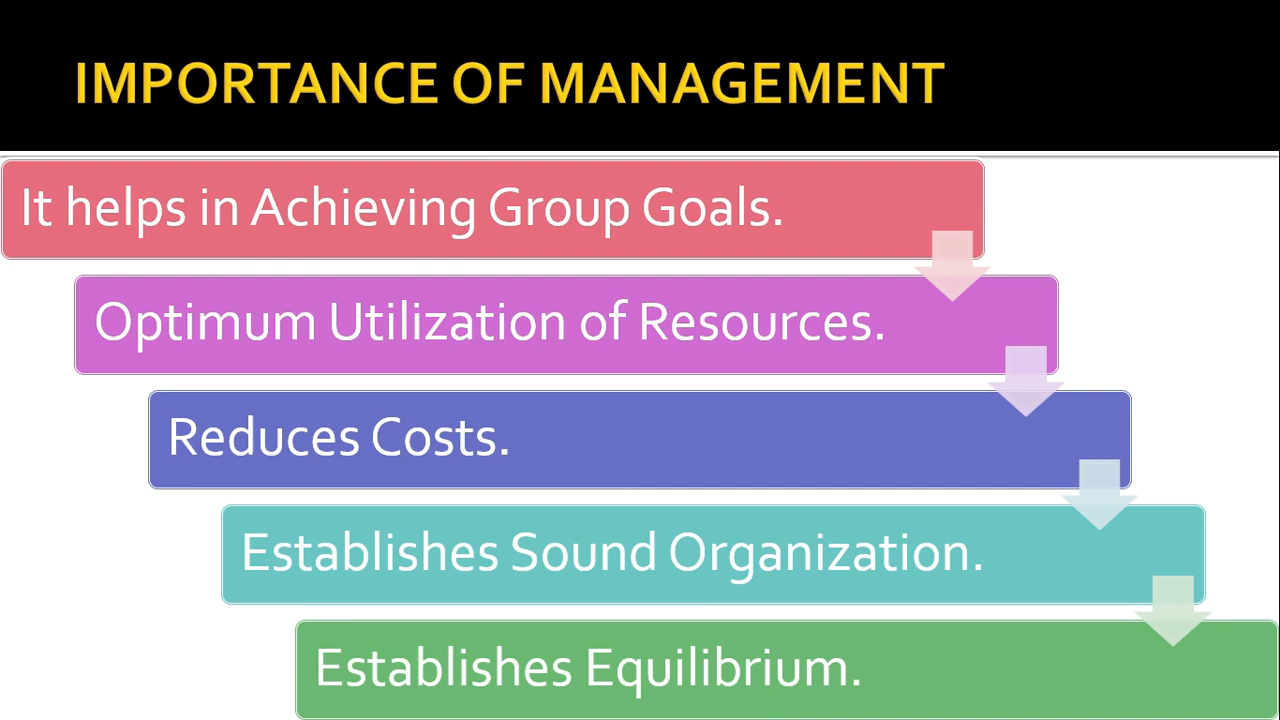 IMPORTANCE OF MANAGEMENT
It helps in Achieving Group Goals.
Optimum Utilization of Resources.
Reduces Costs.
Establishes Sound Organization.
Establishes Equilibrium.